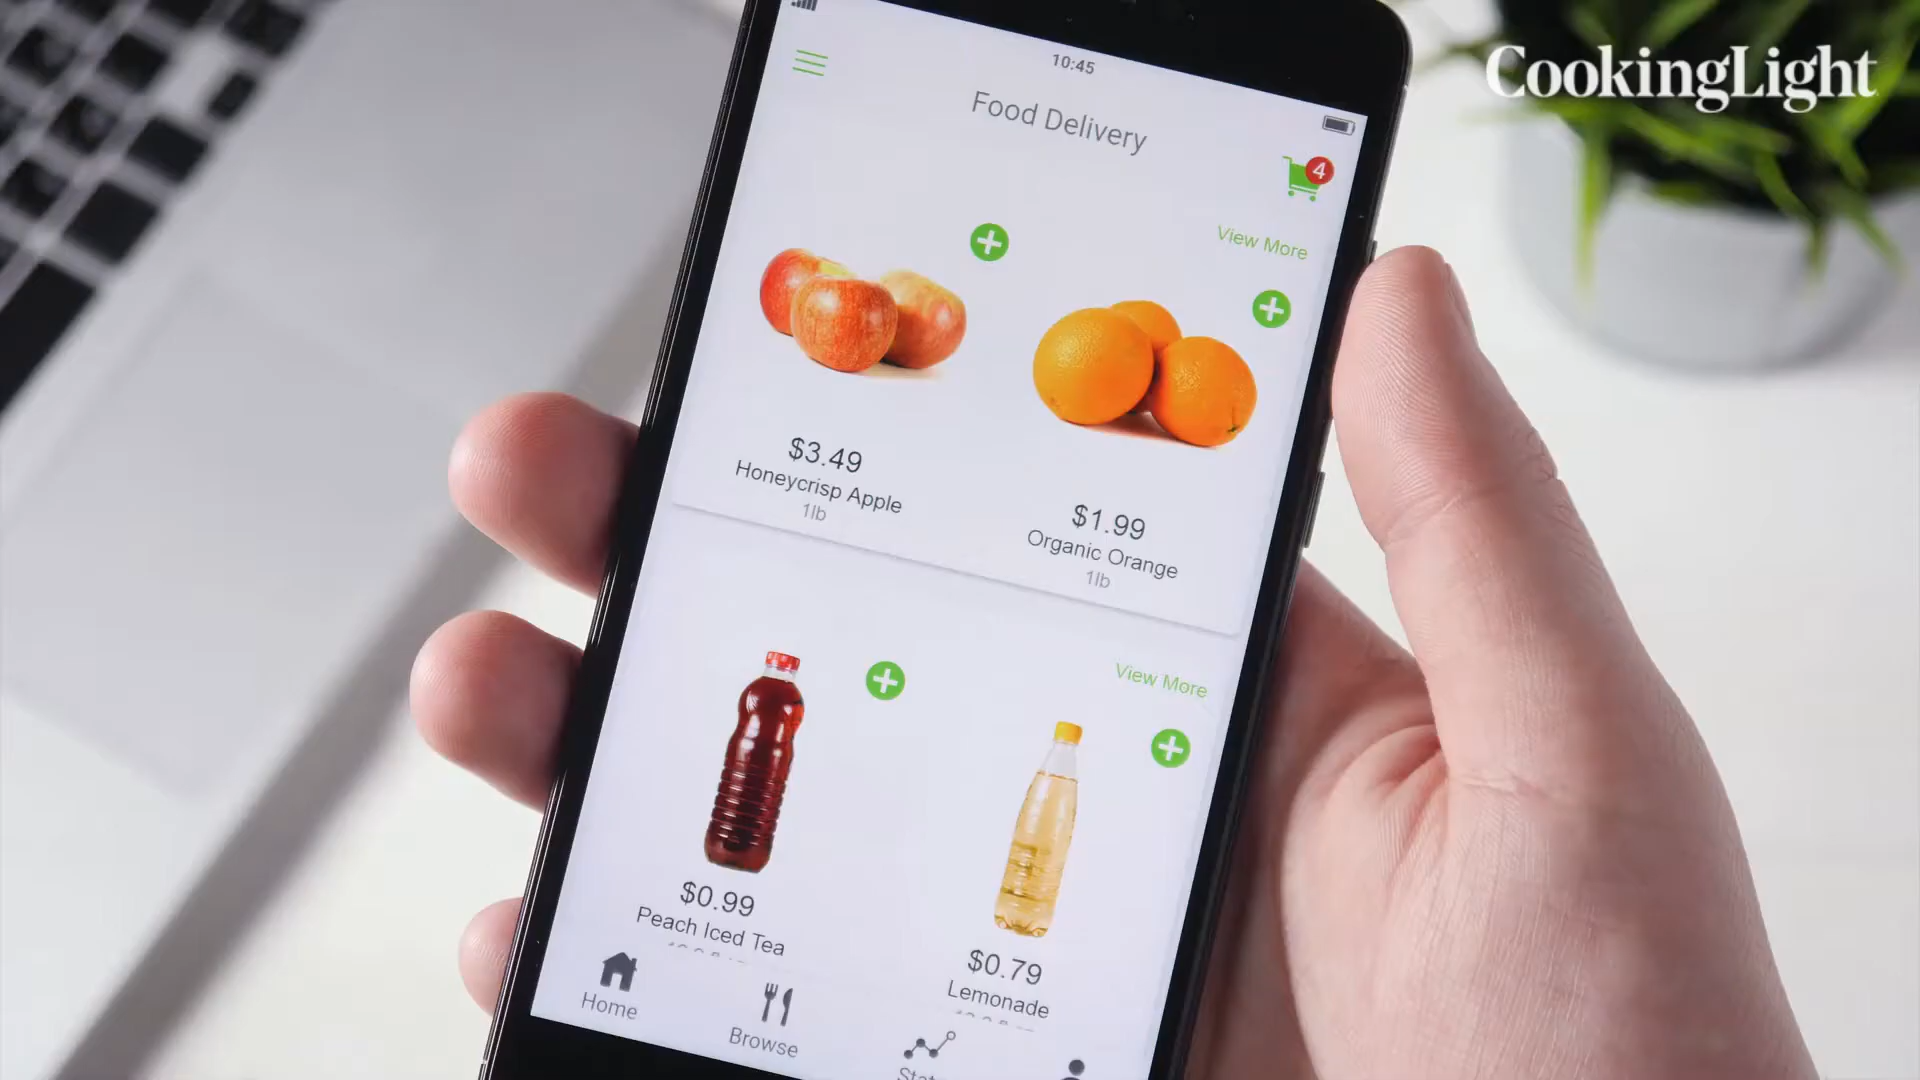 CookingLight
10:45
Food Delivery
4
View More
$3.49
Honeycrisp Apple
1lb
$1.99
Organic Orange
1lb
View More
$0.99
Peach Iced Tea
$0.79
Lemonade
Home
Browse